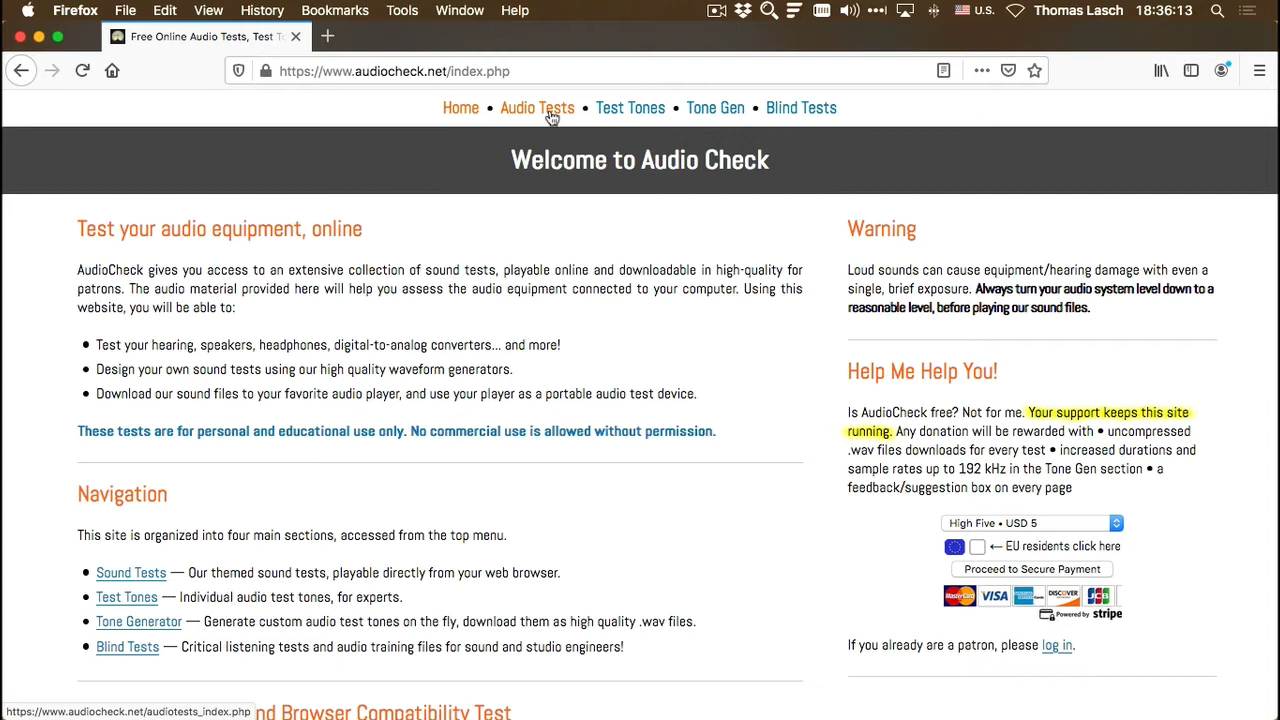 Firefox File Edit View History Bookmarks Tools Window Help U.S. Thomas Lasch 18:36:13
Free Online Audio Tests, Test To
https://www.audiocheck.net/index.php
Home • Audio Tests • Test Tones • Tone Gen • Blind Tests
Welcome to Audio Check
Test your audio equipment, online
AudioCheck gives you access to an extensive collection of sound tests, playable online and downloadable in high-quality for
patrons. The audio material provided here will help you assess the audio equipment connected to your computer. Using this
website, you will be able to:
• Test your hearing, speakers, headphones, digital-to-analog converters... and more!
• Design your own sound tests using our high quality waveform generators.
• Download our sound files to your favorite audio player, and use your player as a portable audio test device.
These tests are for personal and educational use only. No commercial use is allowed without permission.
Navigation
This site is organized into four main sections, accessed from the top menu.
• Sound Tests — Our themed sound tests, playable directly from your web browser.
• Test Tones — Individual audio test tones, for experts.
• Tone Generator — Generate custom audio test tones on the fly, download them as high quality .wav files.
• Blind Tests — Critical listening tests and audio training files for sound and studio engineers!
nd Browser Compatibility Test
Warning
Loud sounds can cause equipment/hearing damage with even a
single, brief exposure. Always turn your audio system level down to a
reasonable level, before playing our sound files.
Help Me Help You!
Is AudioCheck free? Not for me. Your support keeps this site
running. Any donation will be rewarded with • uncompressed
.wav files downloads for every test • increased durations and
sample rates up to 192 kHz in the Tone Gen section • a
feedback/suggestion box on every page
High Five • USD 5
← EU residents click here
Proceed to Secure Payment
MasterCard VISA AMERICAN EXPRESS DISCOVER JCB
Powered by stripe
If you already are a patron, please log in.
https://www.audiocheck.net/audiotests_index.php